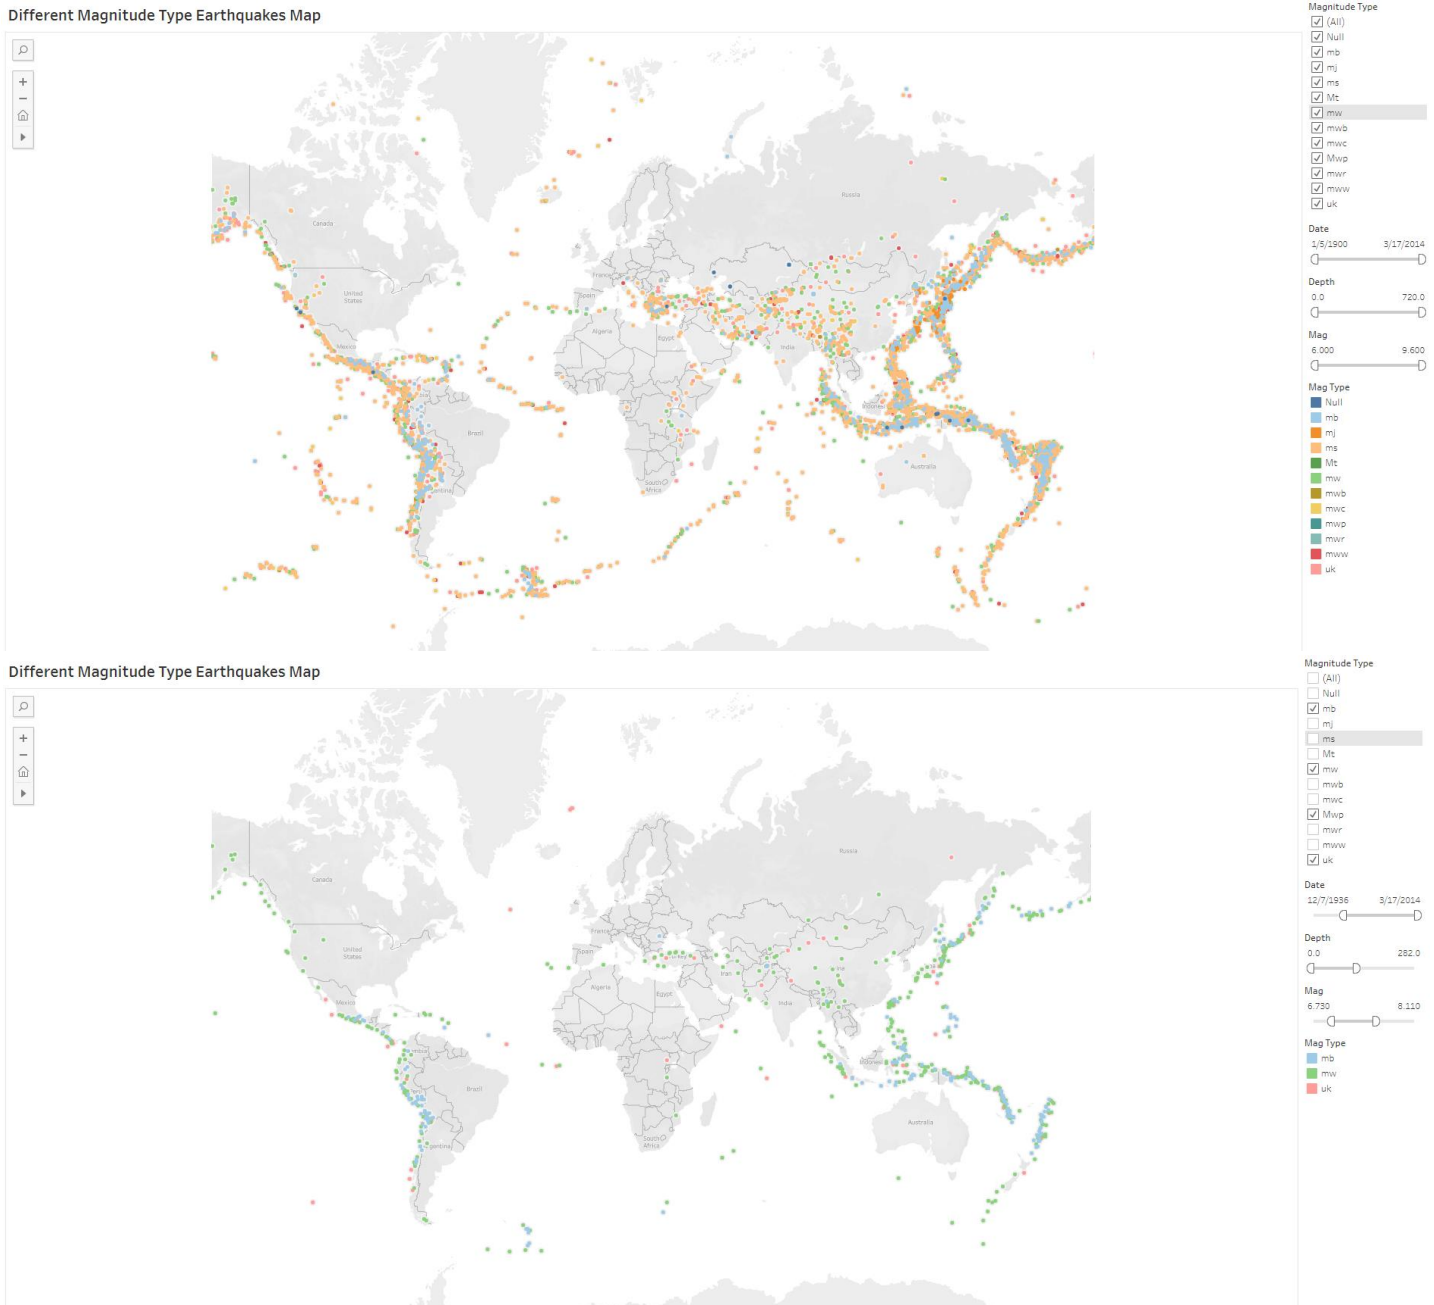 Different Magnitude Type Earthquakes Map
Magnitude Type
(All)
Null
mb
mj
ms
Mt
mw
mwb
mwc
Mwp
mwr
mww
uk
Date
1/5/1900 3/17/2014
Depth
0.0 720.0
Mag
6.000 9.600
Mag Type
Null
mb
mj
ms
Mt
mw
mwb
mwc
mwp
mwr
mww
uk
Russia
Canada
France
United
States
Spain
Algeria
Egypt
India
Mexico
Brazil
Australia
South
Africa
Different Magnitude Type Earthquakes Map
Magnitude Type
(All)
Null
mb
mj
ms
Mt
mw
mwb
mwc
Mwp
mwr
mww
uk
Date
12/7/1936 3/17/2014
Depth
0.0 282.0
Mag
6.730 8.110
Mag Type
mb
mw
uk
Russia
Canada
France
United
States
Spain
Iran
Algeria
Egypt
India
Mexico
Brazil
Australia
South
Africa